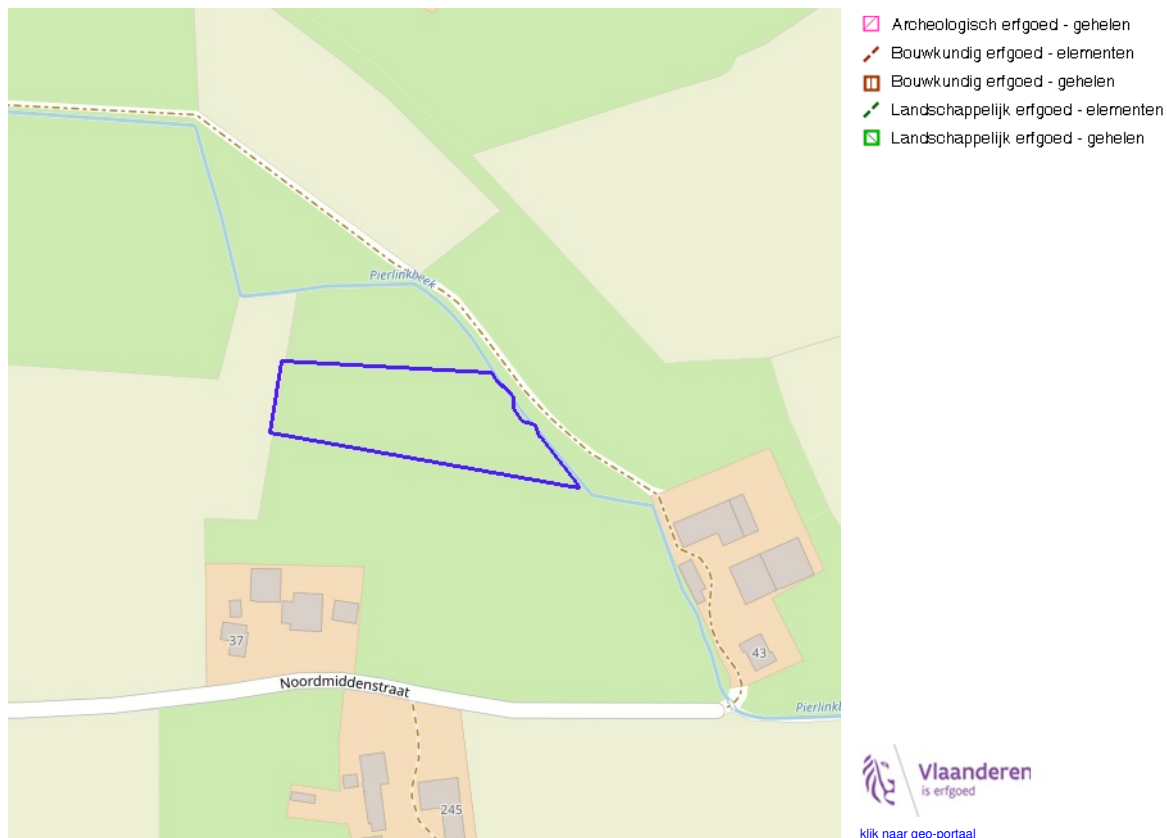 Archeologisch erfgoed - gehelen
Bouwkundig erfgoed - elementen
Bouwkundig erfgoed - gehelen
Landschappelijk erfgoed - elementen
Landschappelijk erfgoed - gehelen
Pierlinkbeek
37
43
Noordmiddenstraat
Pierlinkb
245
Vlaanderen
is erfgoed
klik naar geo-portaal